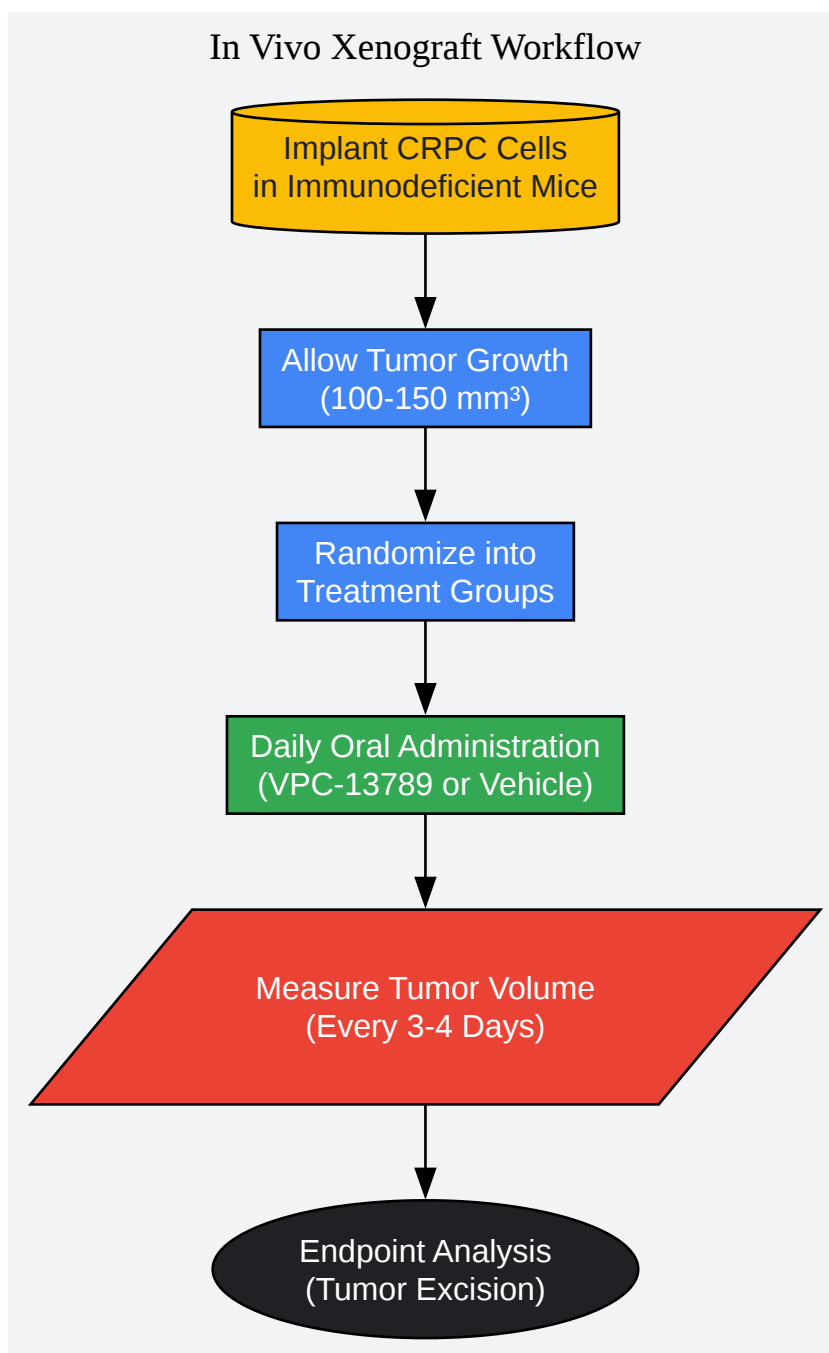 In Vivo Xenograft Workflow
Implant CRPC Cells
in Immunodeficient Mice
Allow Tumor Growth
(100-150 mm³)
Randomize into
Treatment Groups
Daily Oral Administration
(VPC-13789 or Vehicle)
Measure Tumor Volume
(Every 3-4 Days)
Endpoint Analysis
(Tumor Excision)